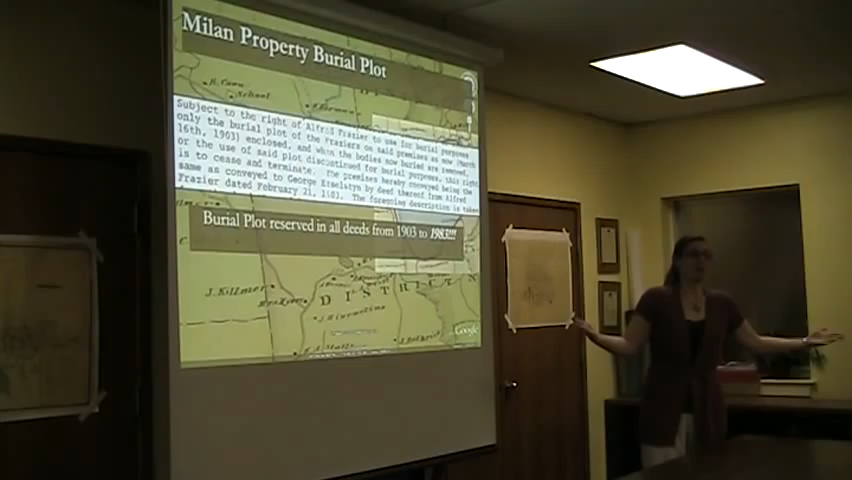 Milan Property Burial Plot
School
Subject to the right of Alfred Frazier to use for burial purposes
only the burial plot of the Fraziers on said premises as now (March
16th, 1903) enclosed, and when the bodies now buried are removed,
or the use of said plot discontinued for burial purposes, this right
is to cease and terminate. The premises hereby conveyed being the
same as conveyed to George Esselstyn by deed thereof from Alfred
Frazier dated February 21, 1903. The foregoing description is taken
Burial Plot reserved in all deeds from 1903 to 1983!!!
J. Killmer
DISTRICT
Google